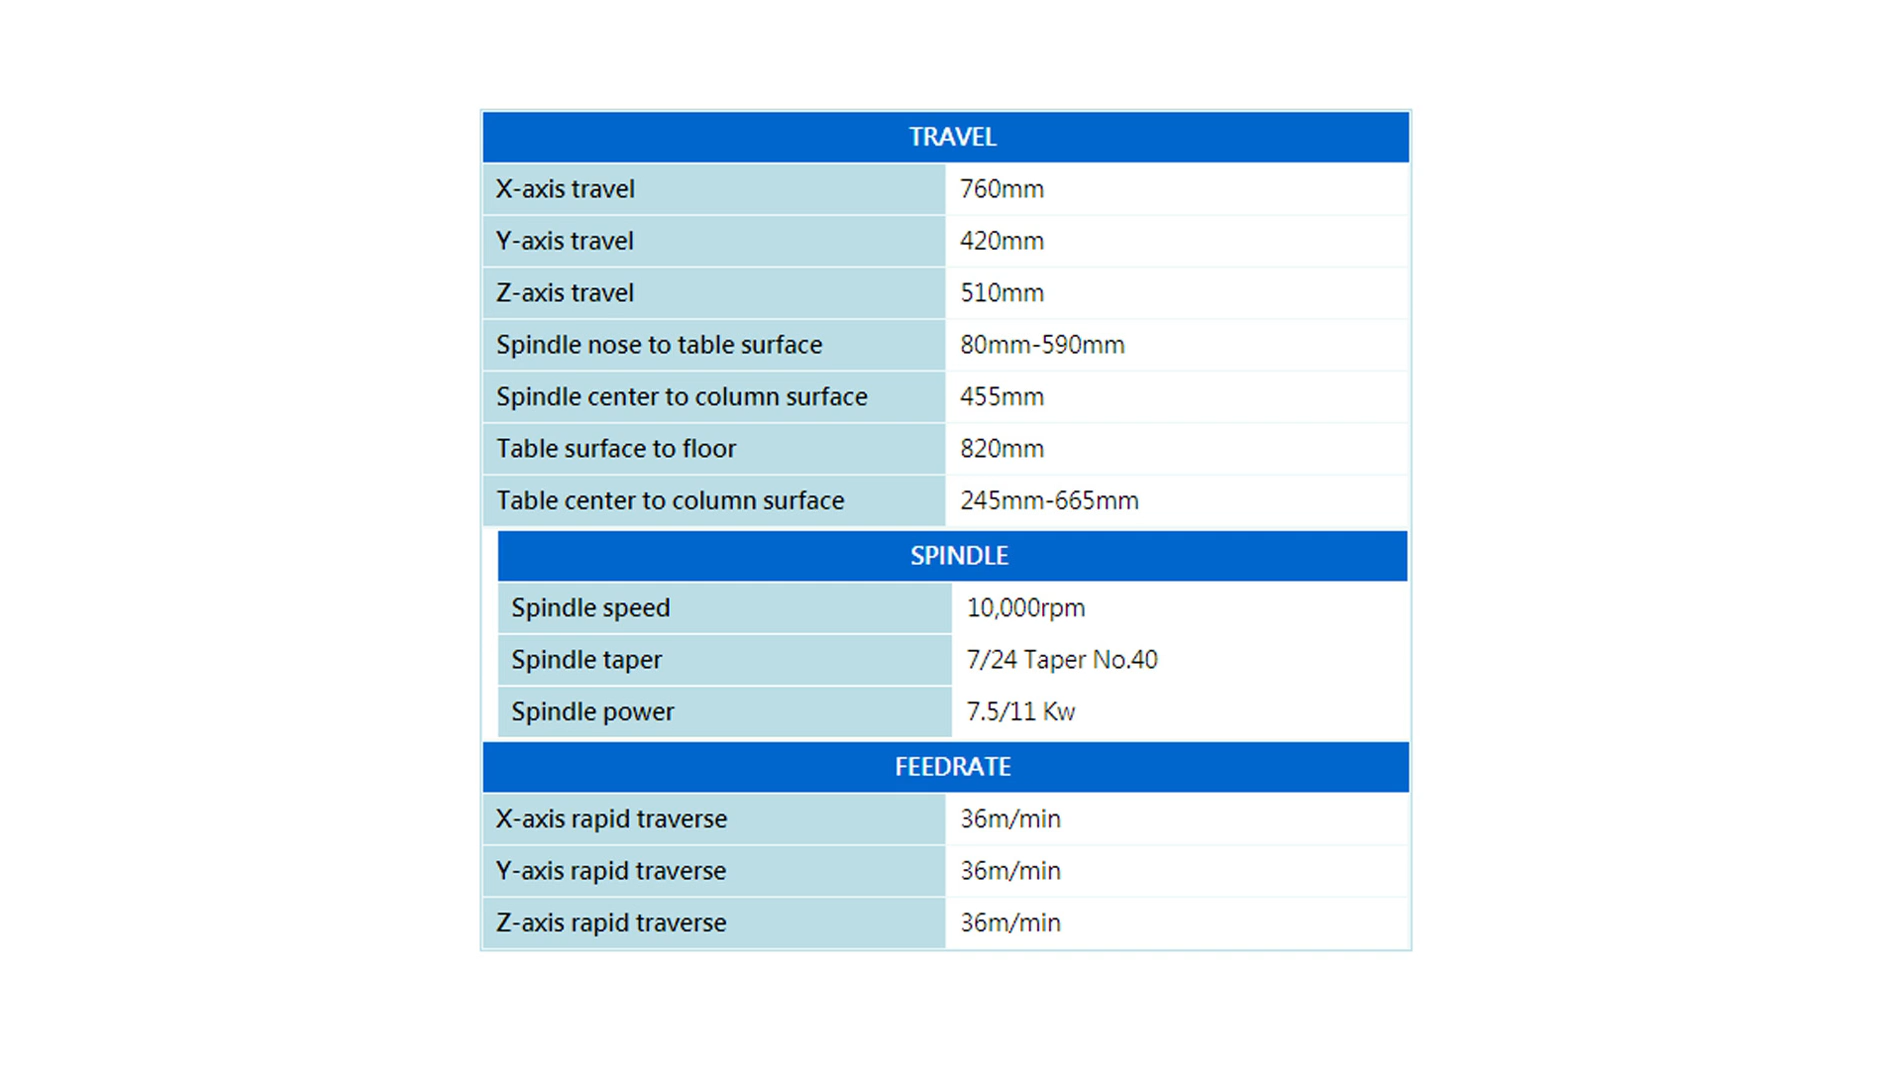 TRAVEL
X-axis travel 760mm
Y-axis travel 420mm
Z-axis travel 510mm
Spindle nose to table surface 80mm-590mm
Spindle center to column surface 455mm
Table surface to floor 820mm
Table center to column surface 245mm-665mm
SPINDLE
Spindle speed 10,000rpm
Spindle taper 7/24 Taper No.40
Spindle power 7.5/11 Kw
FEEDRATE
X-axis rapid traverse 36m/min
Y-axis rapid traverse 36m/min
Z-axis rapid traverse 36m/min